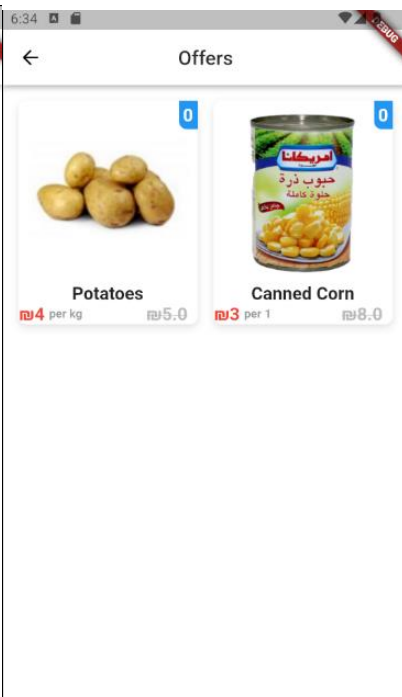 6:34
DEBUG
Offers
0
0
امريكانا
حبوب ذرة
حلوة كاملة
Potatoes
₪4 per kg ₪5.0
Canned Corn
₪3 per 1 ₪8.0